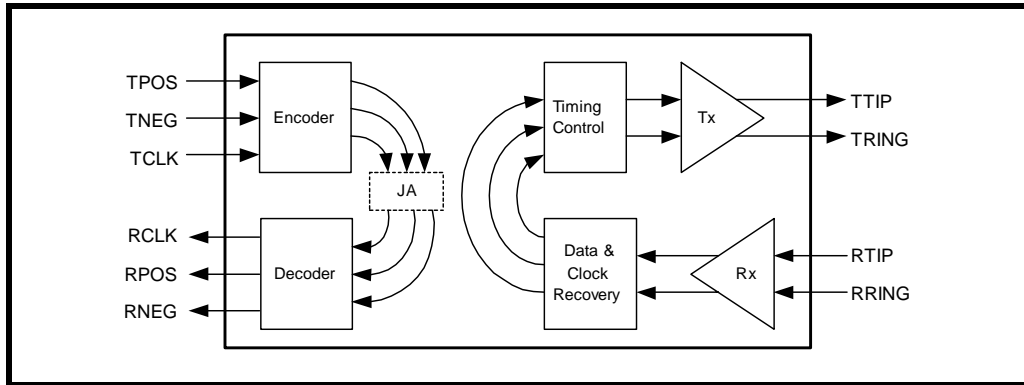 TPOS
TNEG
TCLK
Encoder
JA
RCLK
RPOS
RNEG
Decoder
Timing
Control
Tx
TTIP
TRING
Data &
Clock
Recovery
Rx
RTIP
RRING